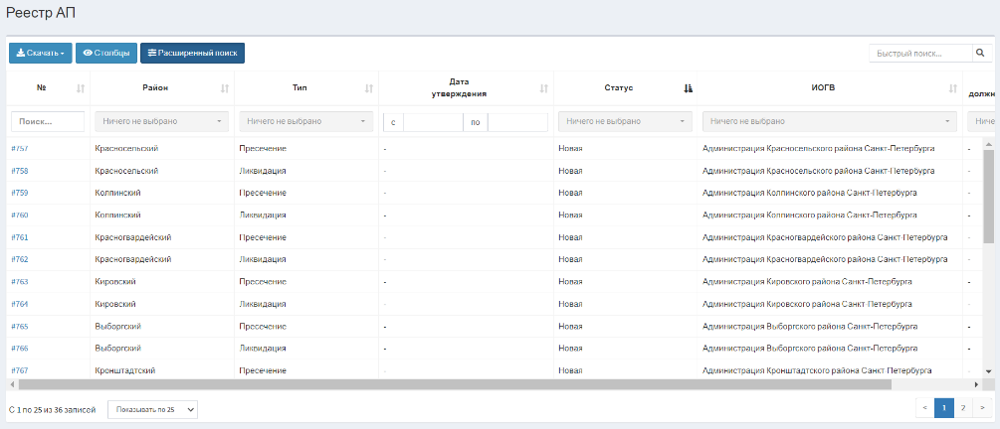 Реестр АП
Скачать Столбцы Расширенный поиск Быстрый поиск...
№ Район Тип Дата утверждения Статус ИОГВ должн
Поиск... Ничего не выбрано Ничего не выбрано с по Ничего не выбрано Ничего не выбрано Ниче
#757 Красносельский Пресечение - Новая Администрация Красносельского района Санкт-Петербурга -
#758 Красносельский Ликвидация - Новая Администрация Красносельского района Санкт-Петербурга -
#759 Колпинский Пресечение - Новая Администрация Колпинского района Санкт-Петербурга -
#760 Колпинский Ликвидация - Новая Администрация Колпинского района Санкт-Петербурга -
#761 Красногвардейский Пресечение - Новая Администрация Красногвардейского района Санкт-Петербурга -
#762 Красногвардейский Ликвидация - Новая Администрация Красногвардейского района Санкт-Петербурга -
#763 Кировский Пресечение - Новая Администрация Кировского района Санкт-Петербурга -
#764 Кировский Ликвидация - Новая Администрация Кировского района Санкт-Петербурга -
#765 Выборгский Пресечение - Новая Администрация Выборгского района Санкт-Петербурга -
#766 Выборгский Ликвидация - Новая Администрация Выборгского района Санкт-Петербурга -
#767 Кронштадтский Пресечение - Новая Администрация Кронштадтского района Санкт-Петербурга -
С 1 по 25 из 36 записей Показывать по 25 < 1 2 >